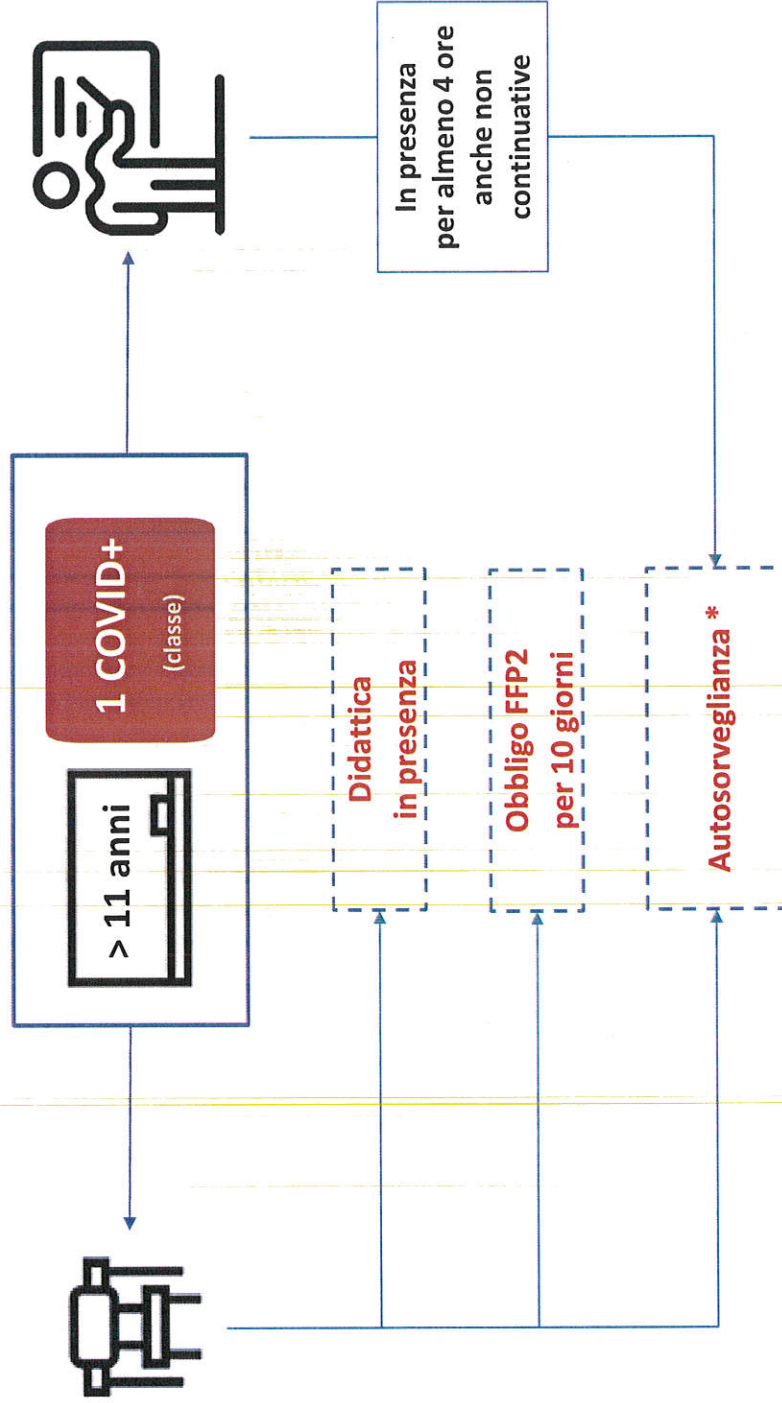 > 11 anni
1 COVID+
(classe)
In presenza
per almeno 4 ore
anche non
continuative
Didattica
in presenza
Obbligo FFP2
per 10 giorni
Autosorveglianza *